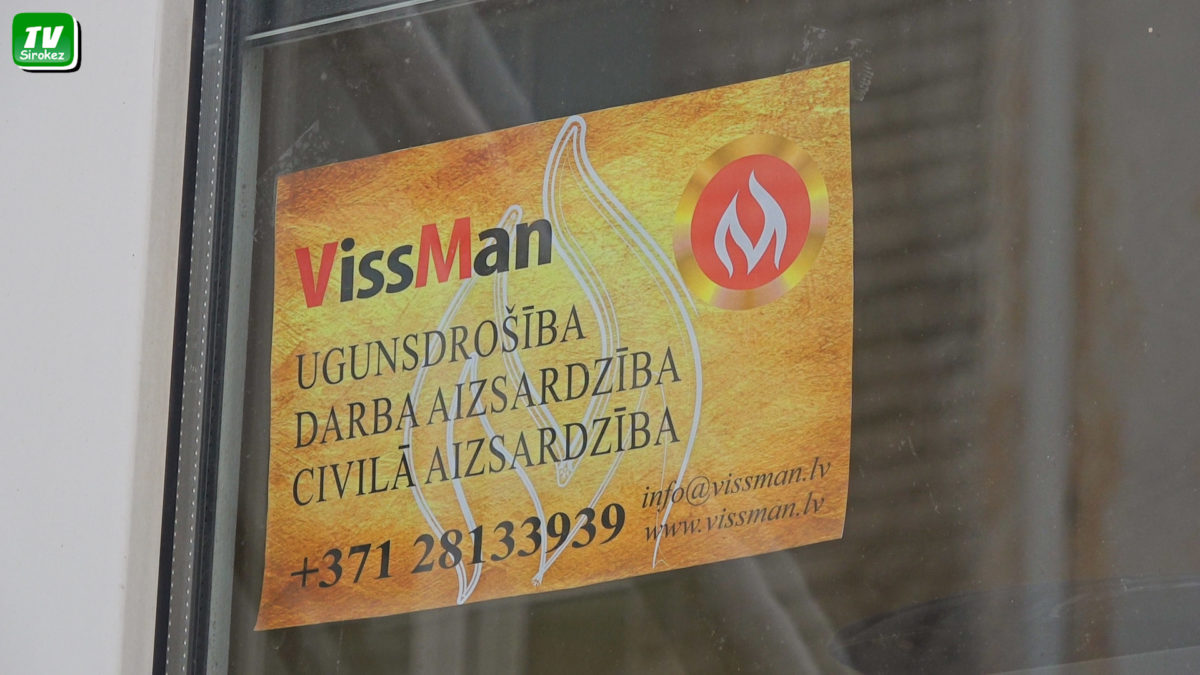 TV
Sirokez
VissMan
UGUNSDROŠĪBA
DARBA AIZSARDZĪBA
CIVILĀ AIZSARDZĪBA
+371 28133939
info@vissman.lv
www.vissman.lv